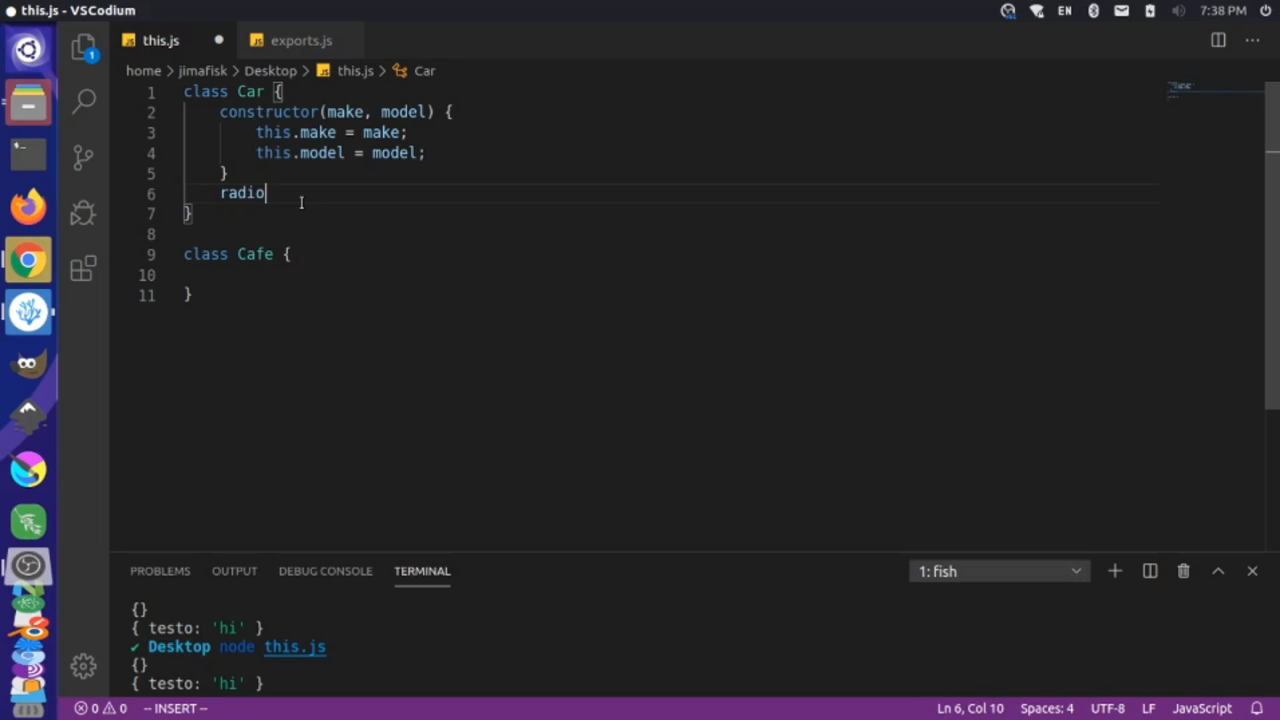 this.js - VSCodium
EN
7:38 PM
this.js
exports.js
1
home > jimafisk > Desktop > this.js > Car
1 class Car {
2 constructor(make, model) {
3 this.make = make;
4 this.model = model;
5 }
6 radio
7 }
8
9 class Cafe {
10
11 }
PROBLEMS OUTPUT DEBUG CONSOLE TERMINAL 1: fish
{}
{ testo: 'hi' }
✔ Desktop node this.js
{}
{ testo: 'hi' }
0 0 -- INSERT -- Ln 6, Col 10 Spaces: 4 UTF-8 LF JavaScript